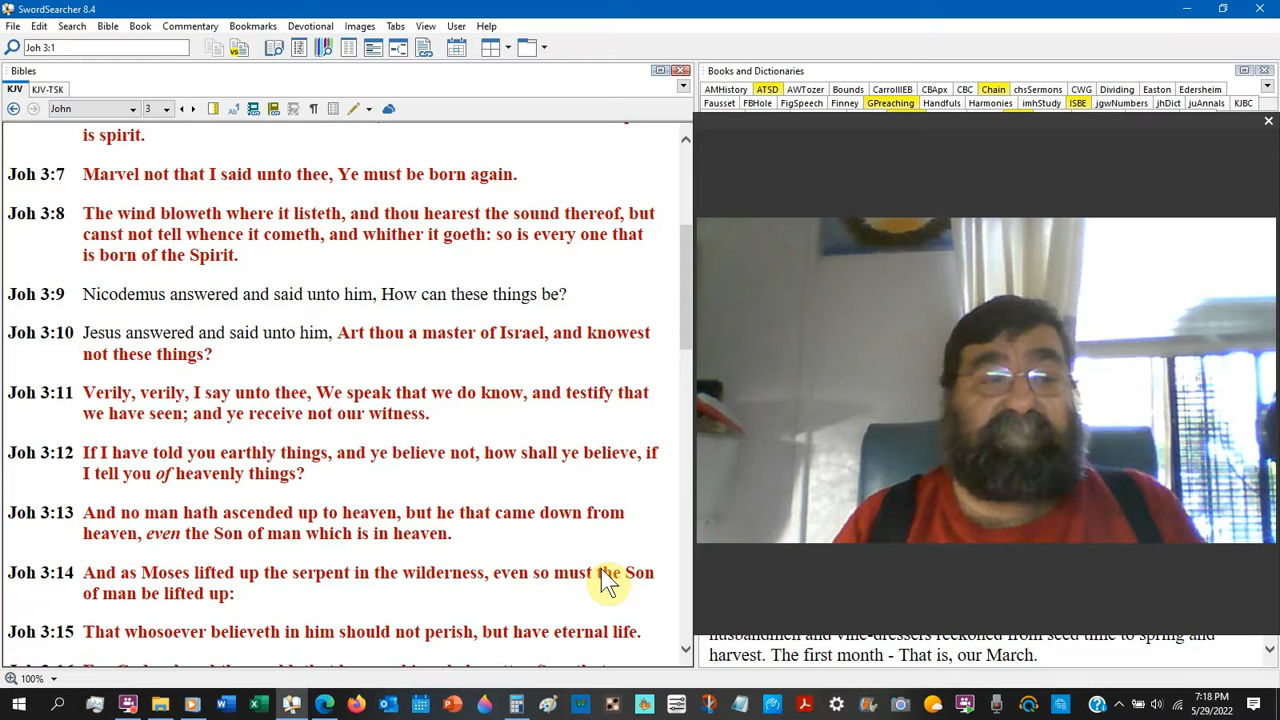 SwordSearcher 8.4
File Edit Search Bible Book Commentary Bookmarks Devotional Images Tabs View User Help
Joh 3:1
Bibles
KJV KJV-TSK
John 3
is spirit.
Joh 3:7 Marvel not that I said unto thee, Ye must be born again.
Joh 3:8 The wind bloweth where it listeth, and thou hearest the sound thereof, but
canst not tell whence it cometh, and whither it goeth: so is every one that
is born of the Spirit.
Joh 3:9 Nicodemus answered and said unto him, How can these things be?
Joh 3:10 Jesus answered and said unto him, Art thou a master of Israel, and knowest
not these things?
Joh 3:11 Verily, verily, I say unto thee, We speak that we do know, and testify that
we have seen; and ye receive not our witness.
Joh 3:12 If I have told you earthly things, and ye believe not, how shall ye believe, if
I tell you of heavenly things?
Joh 3:13 And no man hath ascended up to heaven, but he that came down from
heaven, even the Son of man which is in heaven.
Joh 3:14 And as Moses lifted up the serpent in the wilderness, even so must the Son
of man be lifted up:
Joh 3:15 That whosoever believeth in him should not perish, but have eternal life.
100%
Books and Dictionaries
AMHistory ATSD AWTozer Bounds CarrollEB CBApx CBC Chain chsSermons CWG Dividing Easton Edersheim
Fausset FBHole FigSpeech Finney GPreaching Handfuls Harmonies imhStudy ISBE jgwNumbers jhDict juAnnals KJBC
husbandmen and vine-dressers reckoned from seed time to spring and
harvest. The first month - That is, our March.
7:18 PM
5/29/2022